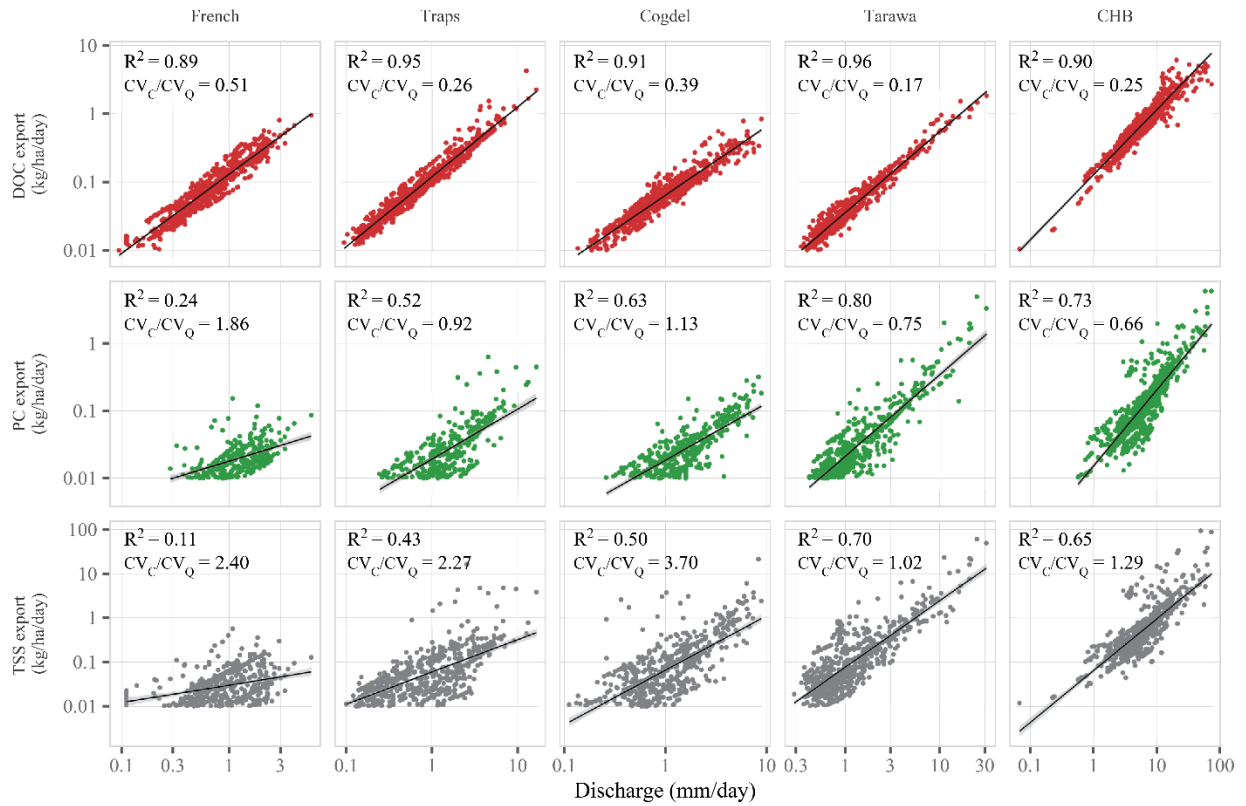 French Traps Cogdel Tarawa CHB
DOC export
(kg/ha/day)
10
1
0.1
0.01
R² = 0.89
CV_C/CV_Q = 0.51
R² = 0.95
CV_C/CV_Q = 0.26
R² = 0.91
CV_C/CV_Q = 0.39
R² = 0.96
CV_C/CV_Q = 0.17
R² = 0.90
CV_C/CV_Q = 0.25
PC export
(kg/ha/day)
1
0.1
0.01
R² = 0.24
CV_C/CV_Q = 1.86
R² = 0.52
CV_C/CV_Q = 0.92
R² = 0.63
CV_C/CV_Q = 1.13
R² = 0.80
CV_C/CV_Q = 0.75
R² = 0.73
CV_C/CV_Q = 0.66
TSS export
(kg/ha/day)
100
10
1
0.1
0.01
R² = 0.11
CV_C/CV_Q = 2.40
R² = 0.43
CV_C/CV_Q = 2.27
R² = 0.50
CV_C/CV_Q = 3.70
R² = 0.70
CV_C/CV_Q = 1.02
R² = 0.65
CV_C/CV_Q = 1.29
0.1 0.3 1 3 0.1 1 10 0.1 1 10 0.3 1 3 10 30 0.1 1 10 100
Discharge (mm/day)